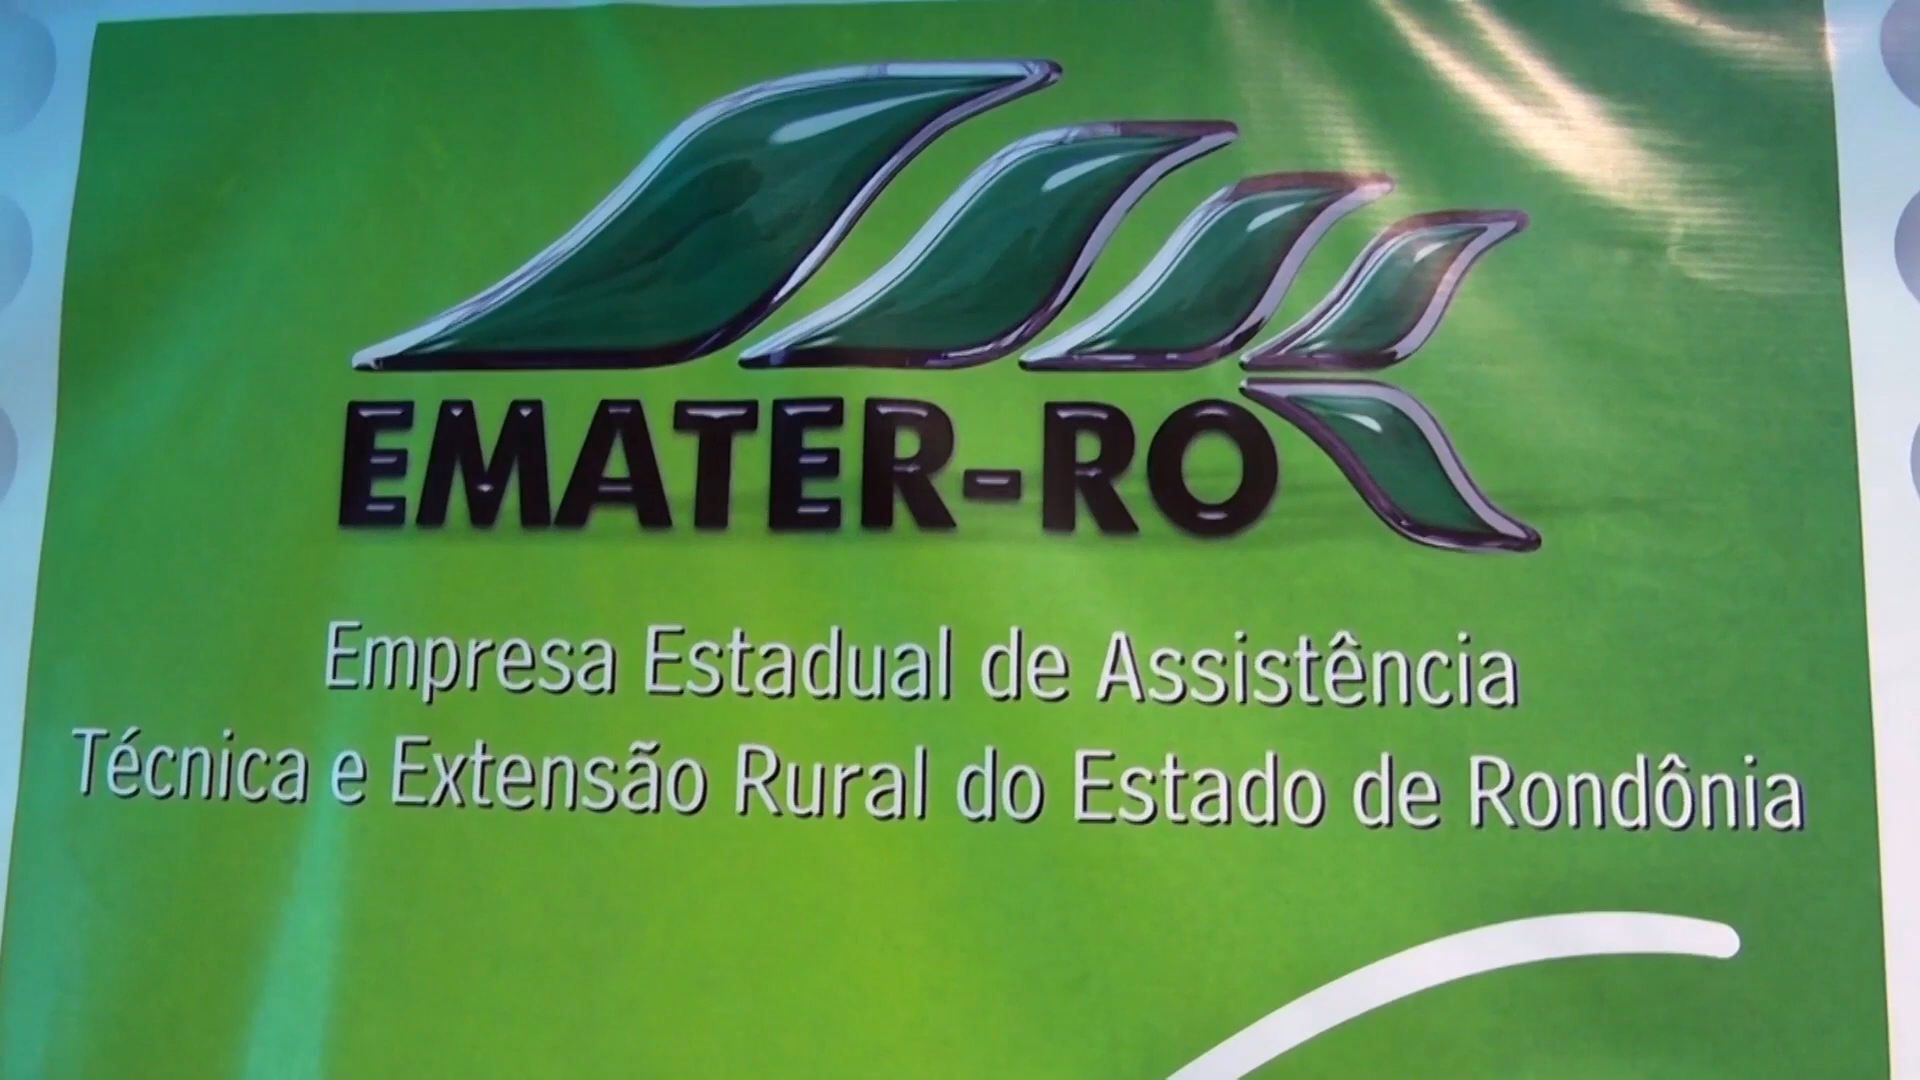 EMATER-RO
Empresa Estadual de Assistência
Técnica e Extensão Rural do Estado de Rondônia